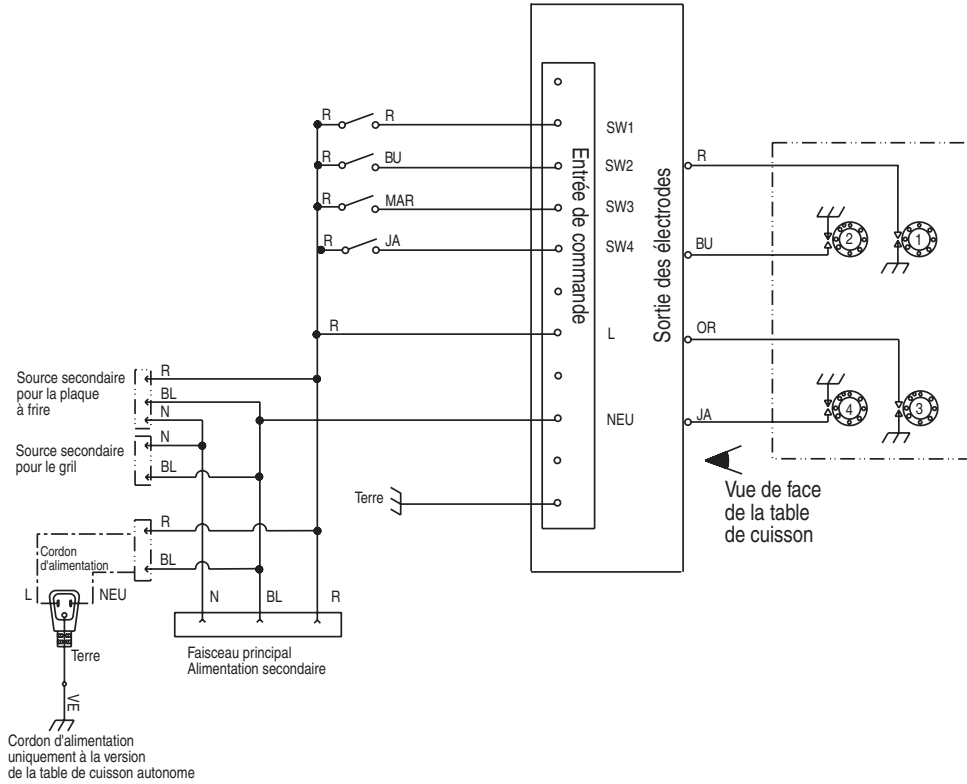 R
R
SW1
R
BU
SW2
R
MAR
SW3
R
JA
SW4
R
L
NEU
Entrée de commande
Sortie des électrodes
R
BU
OR
JA
2
1
4
3
Vue de face
de la table
de cuisson
Terre
Source secondaire
pour la plaque
à frire
R
BL
N
Source secondaire
pour le gril
N
BL
R
BL
Cordon
d'alimentation
L
NEU
Terre
VE
N
BL
R
Faisceau principal
Alimentation secondaire
Cordon d'alimentation
uniquement à la version
de la table de cuisson autonome